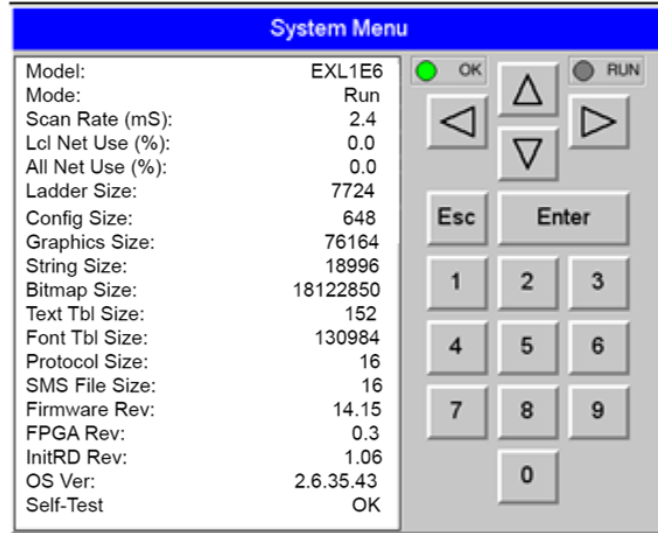 System Menu
Model: EXL1E6
Mode: Run
Scan Rate (mS): 2.4
Lcl Net Use (%): 0.0
All Net Use (%): 0.0
Ladder Size: 7724
Config Size: 648
Graphics Size: 76164
String Size: 18996
Bitmap Size: 18122850
Text Tbl Size: 152
Font Tbl Size: 130984
Protocol Size: 16
SMS File Size: 16
Firmware Rev: 14.15
FPGA Rev: 0.3
InitRD Rev: 1.06
OS Ver: 2.6.35.43
Self-Test OK
OK RUN
Esc Enter
1 2 3
4 5 6
7 8 9
0